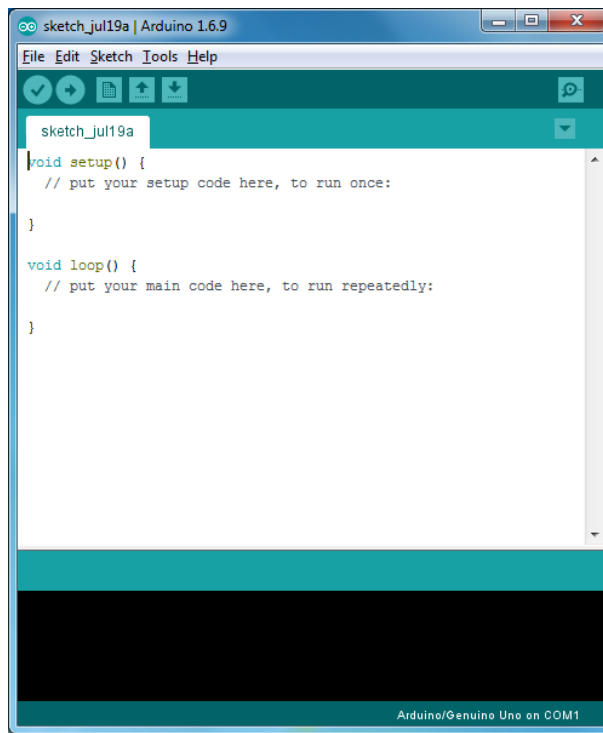 sketch_jul19a | Arduino 1.6.9
File Edit Sketch Tools Help
sketch_jul19a
void setup() {
  // put your setup code here, to run once:
}
void loop() {
  // put your main code here, to run repeatedly:
}
Arduino/Genuino Uno on COM1